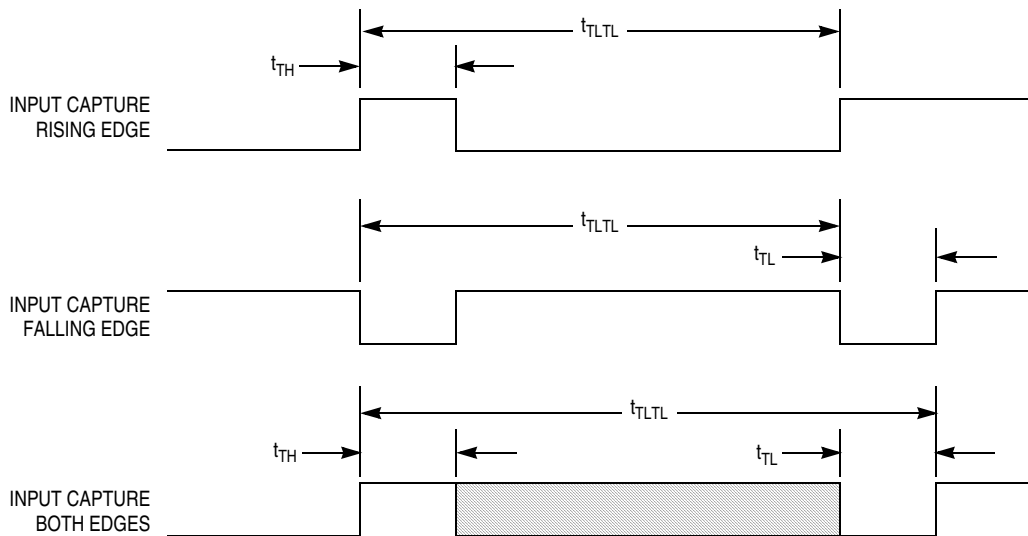 tTLTL
tTH
INPUT CAPTURE
RISING EDGE
tTLTL
tTL
INPUT CAPTURE
FALLING EDGE
tTLTL
tTH
tTL
INPUT CAPTURE
BOTH EDGES